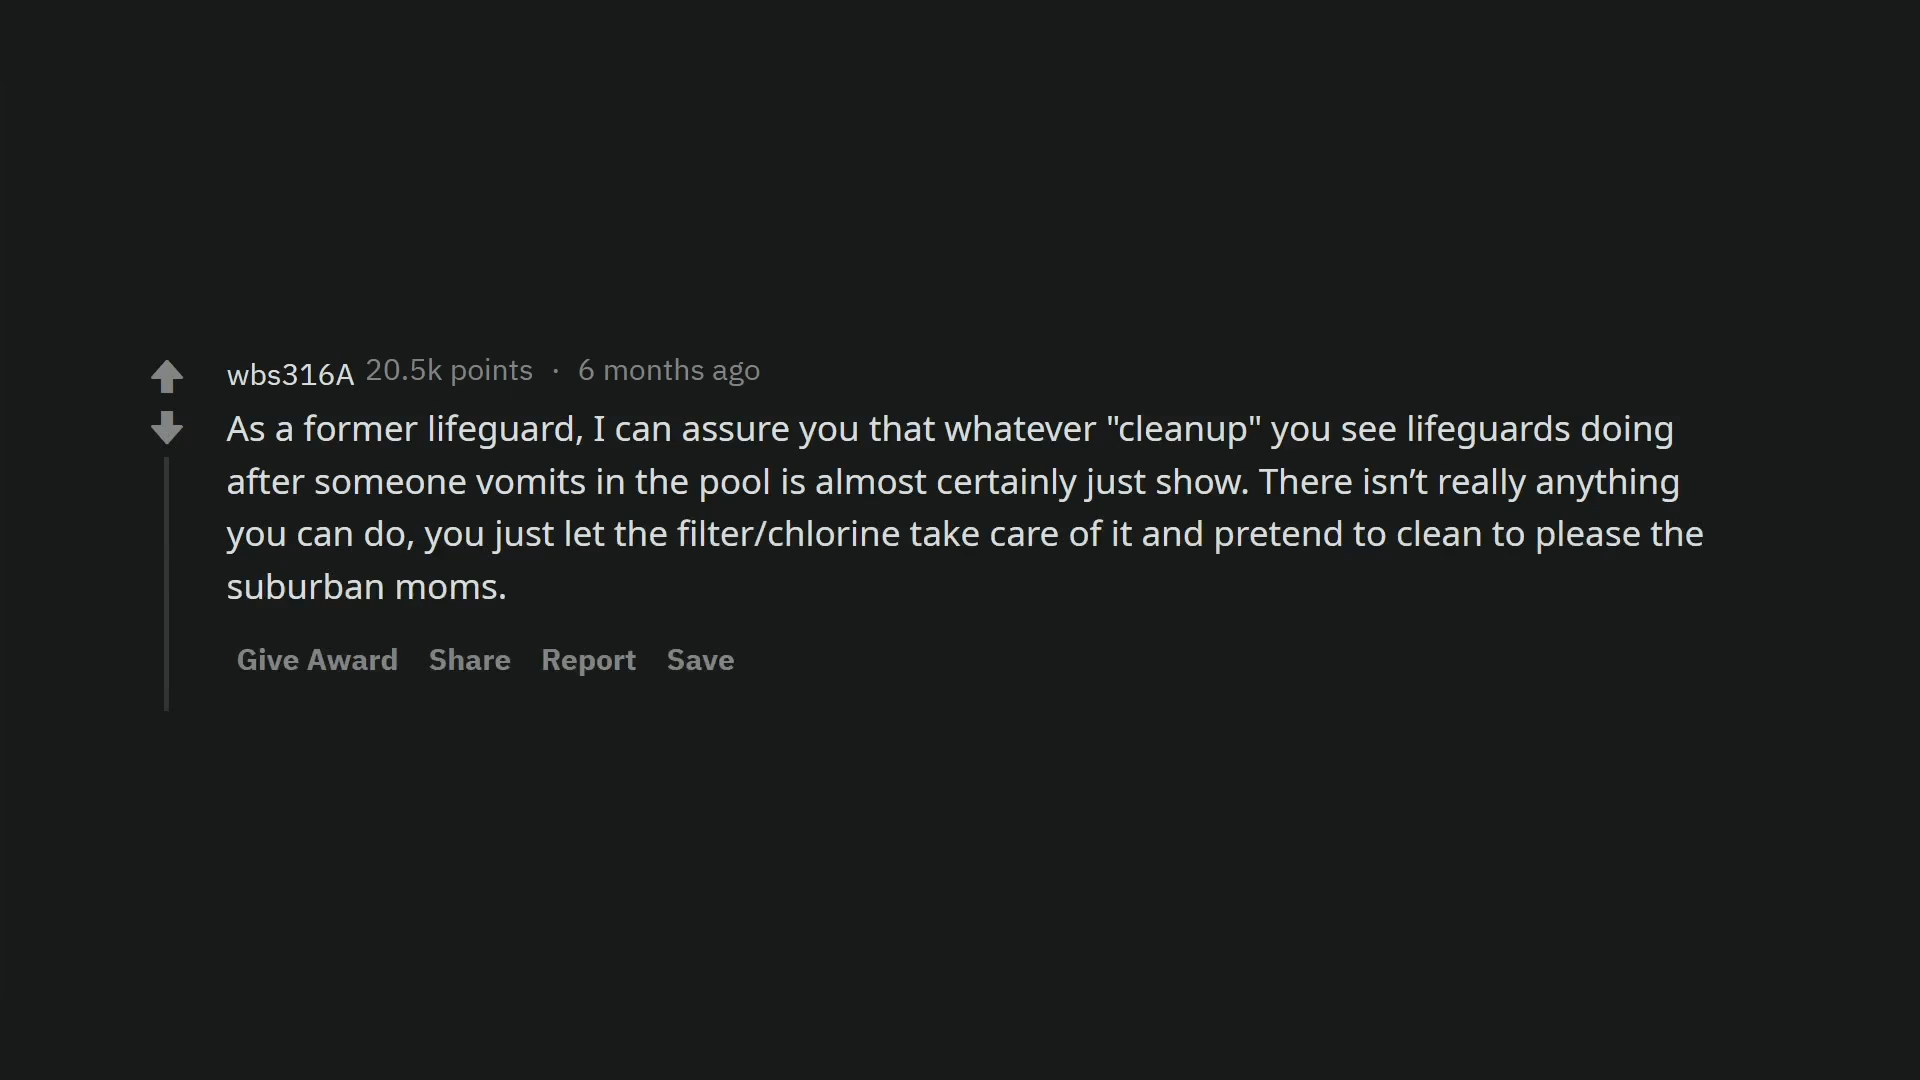 wbs316A 20.5k points · 6 months ago
As a former lifeguard, I can assure you that whatever "cleanup" you see lifeguards doing
after someone vomits in the pool is almost certainly just show. There isn’t really anything
you can do, you just let the filter/chlorine take care of it and pretend to clean to please the
suburban moms.
Give Award Share Report Save